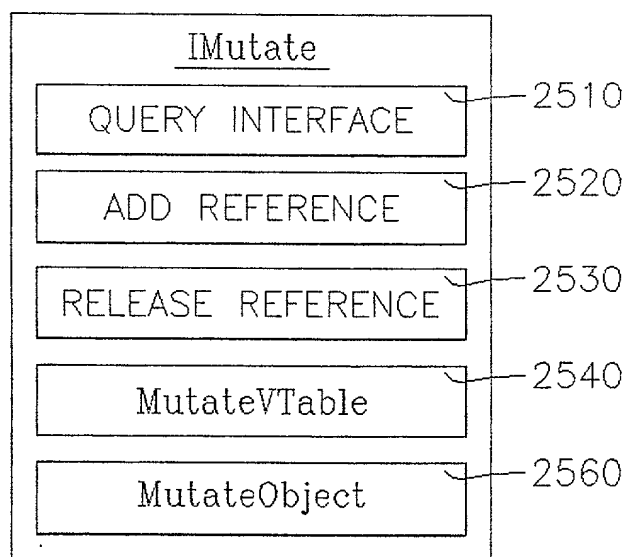 IMutate
QUERY INTERFACE 2510
ADD REFERENCE 2520
RELEASE REFERENCE 2530
MutateVTable 2540
MutateObject 2560